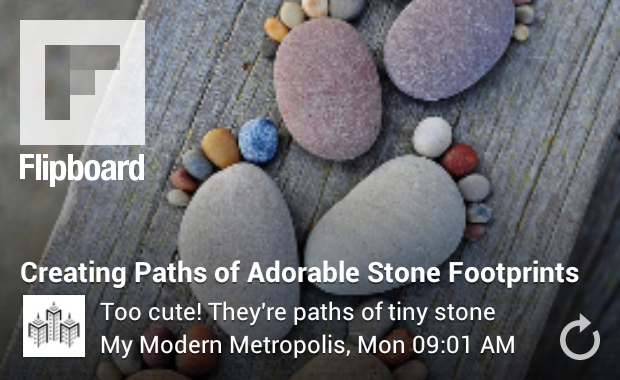 Flipboard
Creating Paths of Adorable Stone Footprints
Too cute! They're paths of tiny stone
My Modern Metropolis, Mon 09:01 AM